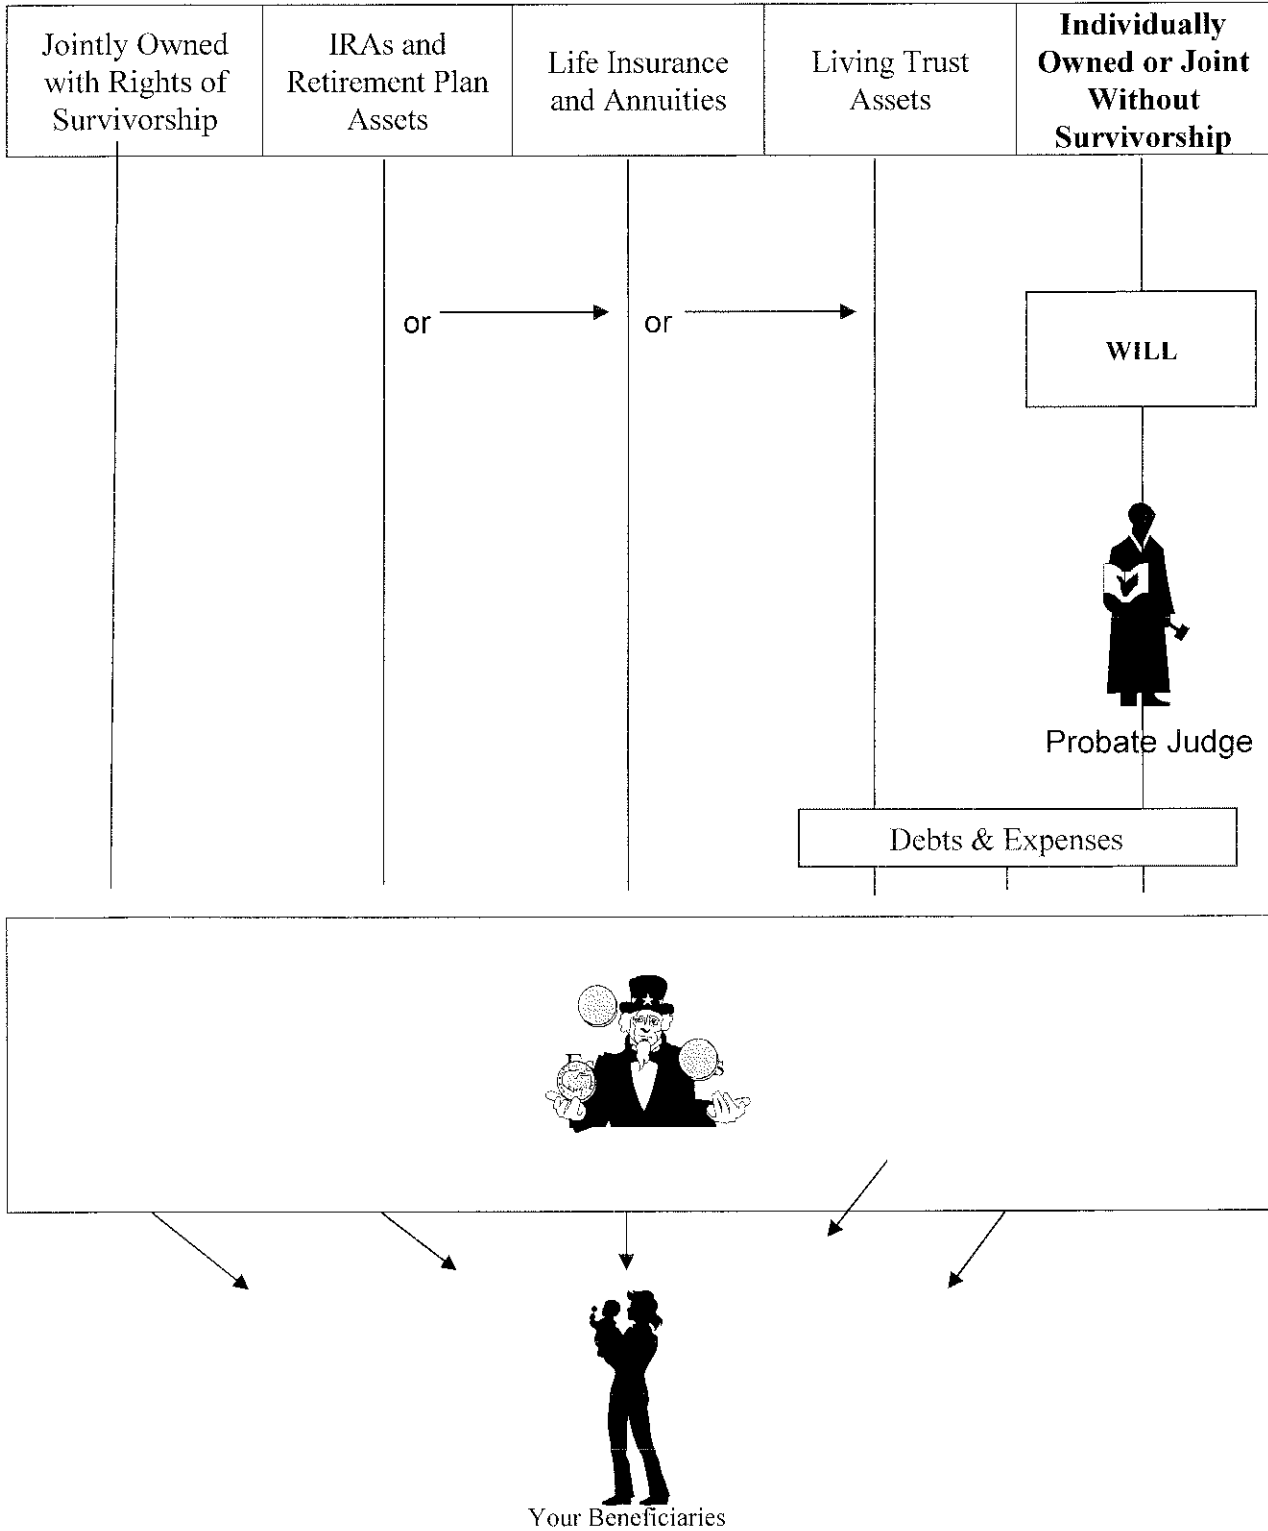 Jointly Owned
with Rights of
Survivorship
IRAs and
Retirement Plan
Assets
Life Insurance
and Annuities
Living Trust
Assets
Individually
Owned or Joint
Without
Survivorship
or
or
WILL
Probate Judge
Debts & Expenses
Your Beneficiaries